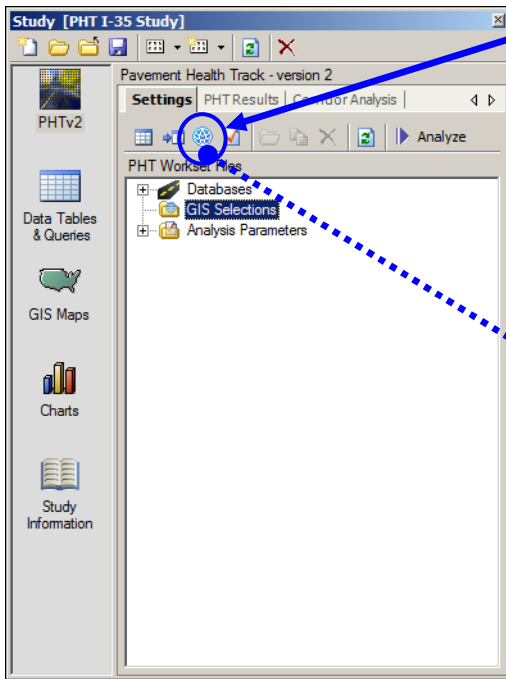 Study [PHT I-35 Study]
Pavement Health Track - version 2
Settings PHT Results Corridor Analysis
Analyze
PHT Workset Files
Databases
GIS Selections
Analysis Parameters
PHTv2
Data Tables
& Queries
GIS Maps
Charts
Study
Information